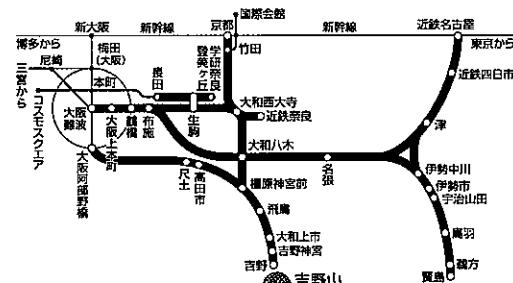 国際会館
新大阪
新幹線
京都
新幹線
近鉄名古屋
博多から
東京から
尼崎
梅田
(大阪)
竹田
三宮から
本町
学研奈良
登美ヶ丘
近鉄四日市
コスモスクエア
長田
大阪
難波
大阪上本町
鶴橋
布施
生駒
大和西大寺
近鉄奈良
津
大和八木
名張
伊勢中川
大阪阿部野橋
尺土
高田市
橿原神宮前
伊勢市
宇治山田
飛鳥
鳥羽
大和上市
吉野神宮
吉野
鵜方
賢島
吉野山